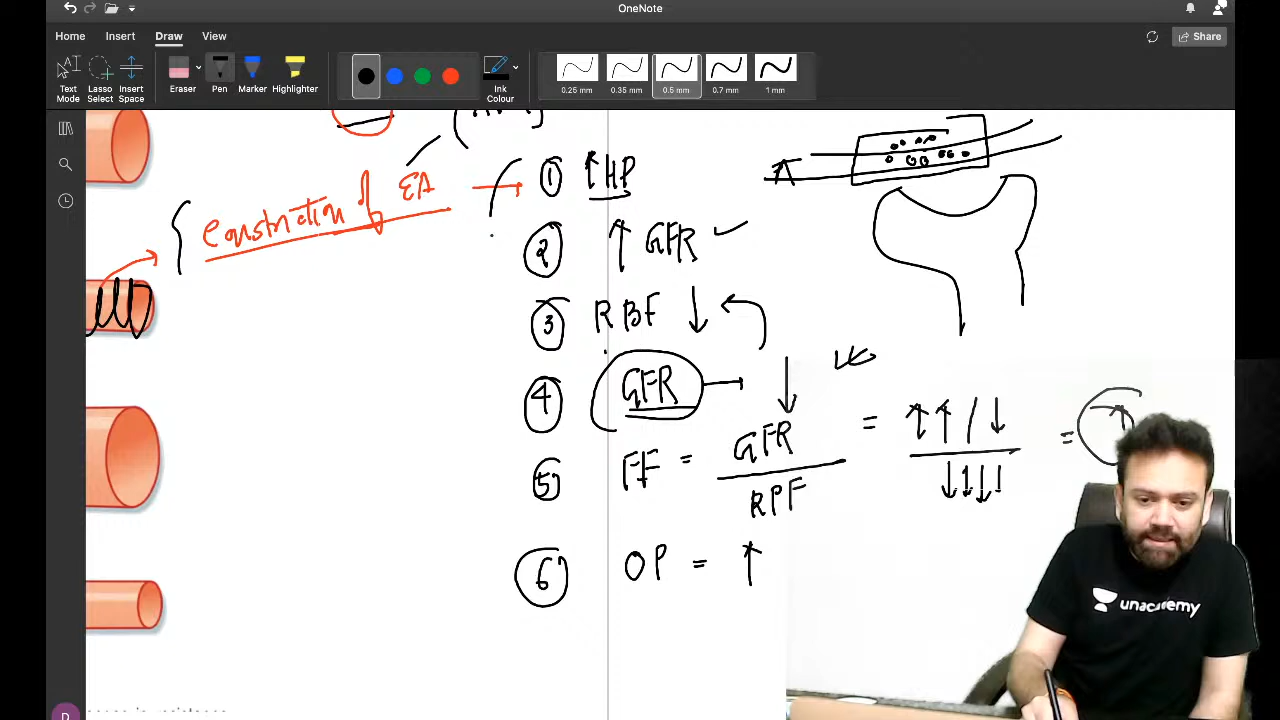 OneNote
Home Insert Draw View
Share
Text Mode
Lasso Select
Insert Space
Eraser
Pen
Marker
Highlighter
Ink Colour
0.25 mm
0.35 mm
0.5 mm
0.7 mm
1 mm
Constriction of EA →
① ↑HP
② ↑ GFR ✓
③ RBF ↓
④ GFR → ↓
⑤ FF = GFR / RPF = ↑↑/↓ / ↓↓↓↓ = ↑
⑥ OP = ↑
unacademy
D